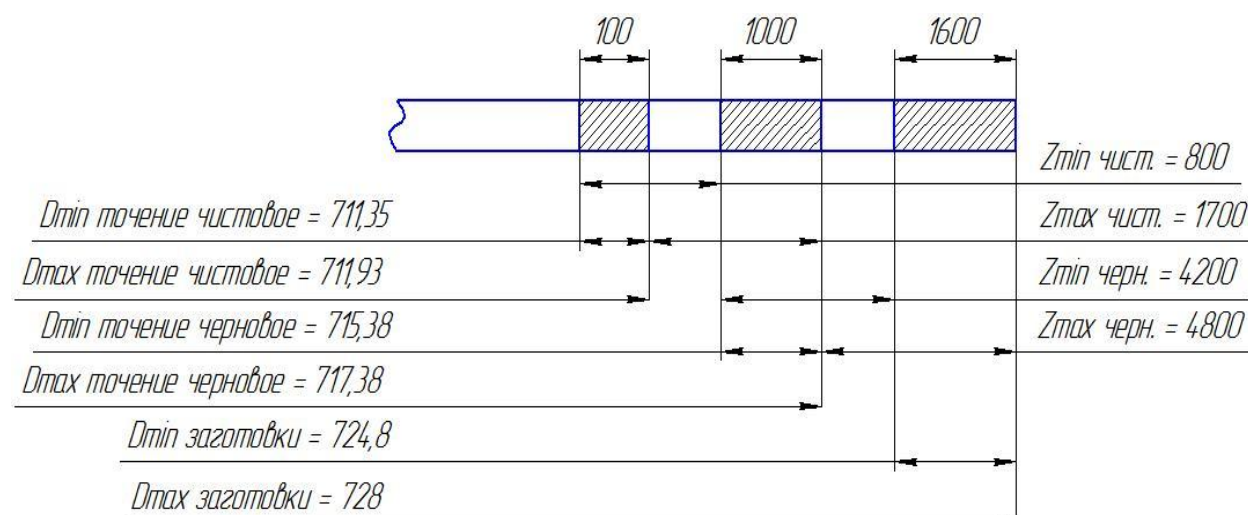 100 1000 1600
Zmin чист. = 800
Dmin точение чистовое = 711,35
Zmax чист. = 1700
Dmax точение чистовое = 711,93
Zmin черн. = 4200
Dmin точение черновое = 715,38
Zmax черн. = 4800
Dmax точение черновое = 717,38
Dmin заготовки = 724,8
Dmax заготовки = 728